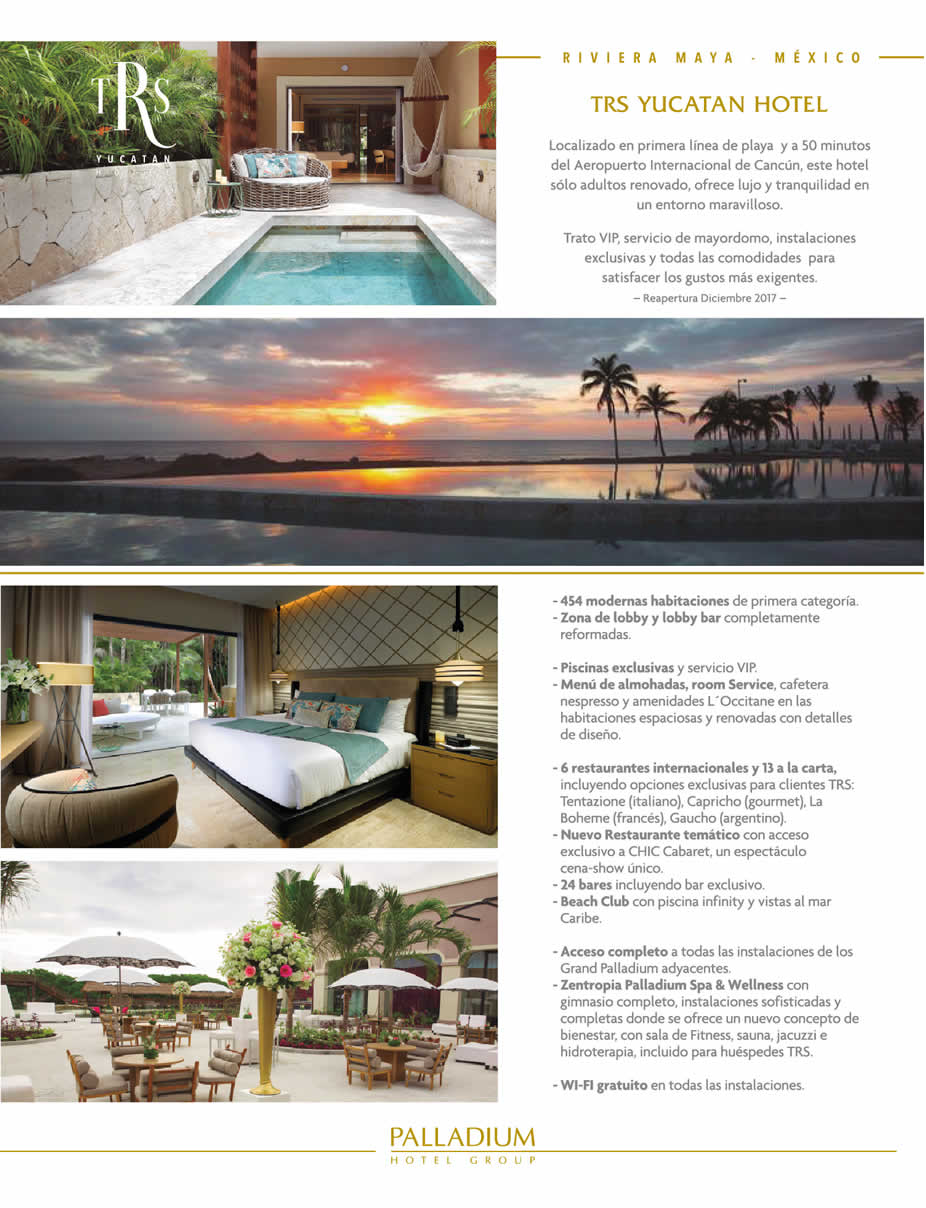 TRS
YUCATAN
HOTEL
RIVIERA MAYA - MÉXICO
TRS YUCATAN HOTEL
Localizado en primera línea de playa y a 50 minutos
del Aeropuerto Internacional de Cancún, este hotel
sólo adultos renovado, ofrece lujo y tranquilidad en
un entorno maravilloso.
Trato VIP, servicio de mayordomo, instalaciones
exclusivas y todas las comodidades para
satisfacer los gustos más exigentes.
– Reapertura Diciembre 2017 –
- 454 modernas habitaciones de primera categoría.
- Zona de lobby y lobby bar completamente
reformadas.
- Piscinas exclusivas y servicio VIP.
- Menú de almohadas, room Service, cafetera
nespresso y amenidades L´Occitane en las
habitaciones espaciosas y renovadas con detalles
de diseño.
- 6 restaurantes internacionales y 13 a la carta,
incluyendo opciones exclusivas para clientes TRS:
Tentazione (italiano), Capricho (gourmet), La
Boheme (francés), Gaucho (argentino).
- Nuevo Restaurante temático con acceso
exclusivo a CHIC Cabaret, un espectáculo
cena-show único.
- 24 bares incluyendo bar exclusivo.
- Beach Club con piscina infinity y vistas al mar
Caribe.
- Acceso completo a todas las instalaciones de los
Grand Palladium adyacentes.
- Zentropia Palladium Spa & Wellness con
gimnasio completo, instalaciones sofisticadas y
completas donde se ofrece un nuevo concepto de
bienestar, con sala de Fitness, sauna, jacuzzi e
hidroterapia, incluido para huéspedes TRS.
- WI-FI gratuito en todas las instalaciones.
PALLADIUM
HOTEL GROUP